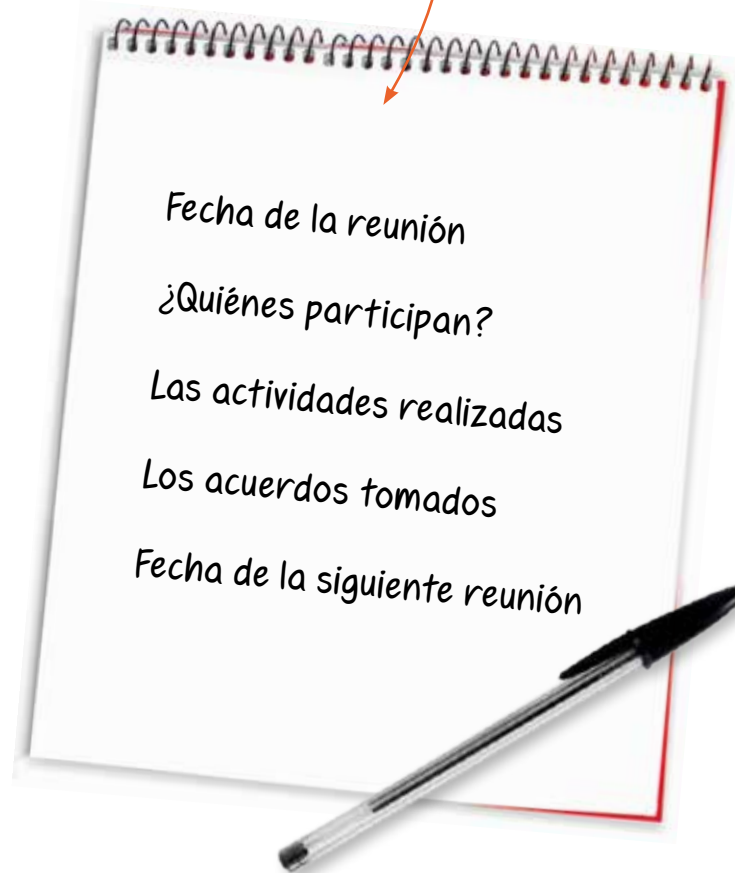 Fecha de la reunión
¿Quiénes participan?
Las actividades realizadas
Los acuerdos tomados
Fecha de la siguiente reunión